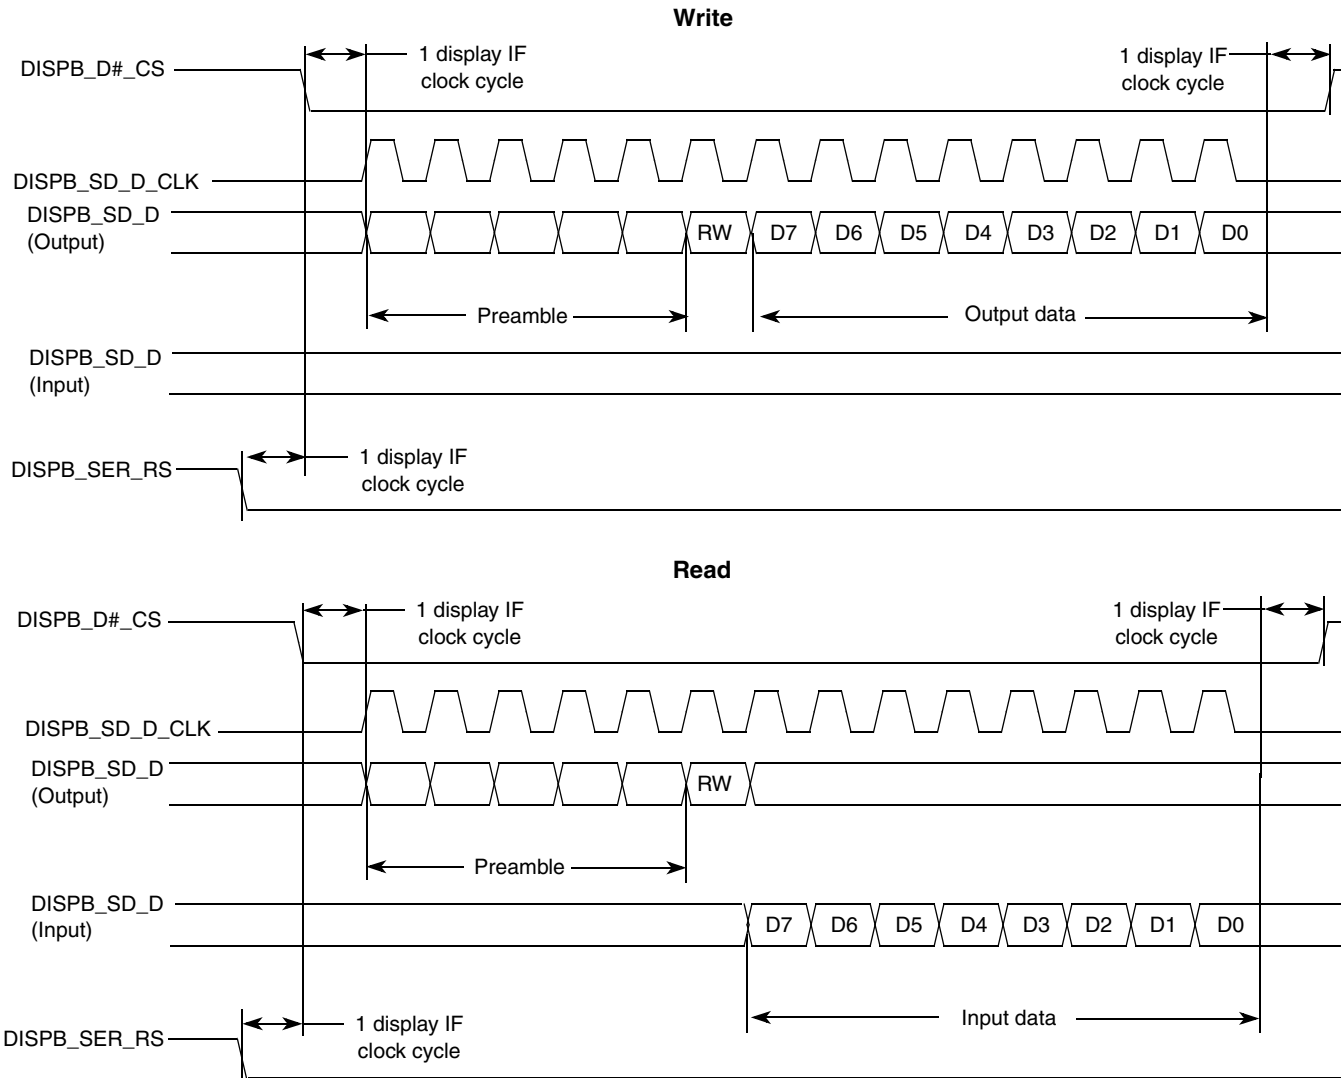 Write
DISPB_D#_CS
1 display IF
clock cycle
1 display IF
clock cycle
DISPB_SD_D_CLK
DISPB_SD_D
(Output)
RW D7 D6 D5 D4 D3 D2 D1 D0
Preamble
Output data
DISPB_SD_D
(Input)
DISPB_SER_RS
1 display IF
clock cycle
Read
DISPB_D#_CS
1 display IF
clock cycle
1 display IF
clock cycle
DISPB_SD_D_CLK
DISPB_SD_D
(Output)
RW
Preamble
DISPB_SD_D
(Input)
D7 D6 D5 D4 D3 D2 D1 D0
Input data
DISPB_SER_RS
1 display IF
clock cycle